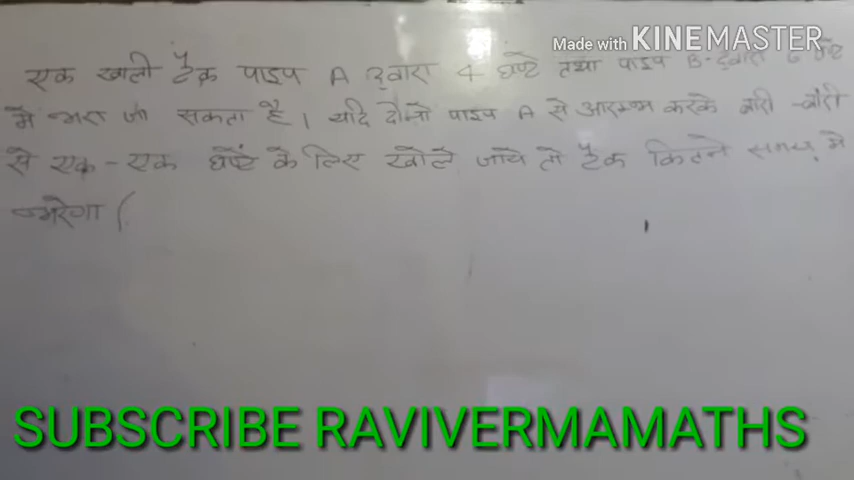 Made with KINEMASTER
एक खाली टैंक पाइप A द्वारा 4 घण्टे तथा पाइप B द्वारा 6 घंटे
मे भरा जा सकता है। यदि दोनो पाइप A से आरम्भ करके बारी-बारी
से एक-एक घण्टे के लिए खोले जाये तो टैंक कितने समय मे
भरेगा (
SUBSCRIBE RAVIVERMAMATHS